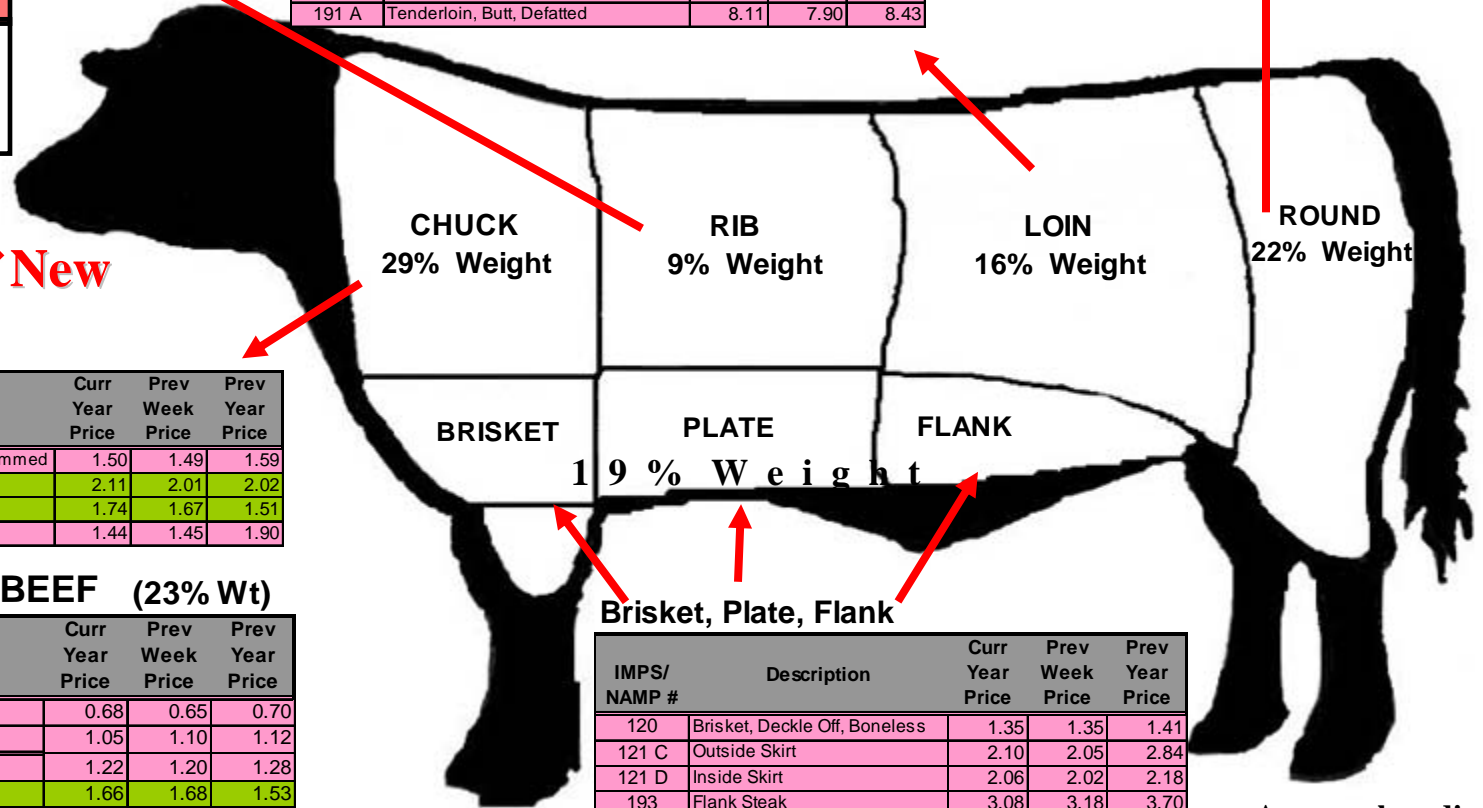 191 A Tenderloin, Butt, Defatted 8.11 7.90 8.43
CHUCK
29% Weight
RIB
9% Weight
LOIN
16% Weight
ROUND
22% Weight
New
Curr Prev Prev
Year Week Year
Price Price Price
mmed 1.50 1.49 1.59
2.11 2.01 2.02
1.74 1.67 1.51
1.44 1.45 1.90
BRISKET
PLATE
FLANK
19% Weight
BEEF (23% Wt)
Curr Prev Prev
Year Week Year
Price Price Price
0.68 0.65 0.70
1.05 1.10 1.12
1.22 1.20 1.28
1.66 1.68 1.53
Brisket, Plate, Flank
Curr Prev Prev
IMPS/ Description Year Week Year
NAMP # Price Price Price
120 Brisket, Deckle Off, Boneless 1.35 1.35 1.41
121 C Outside Skirt 2.10 2.05 2.84
121 D Inside Skirt 2.06 2.02 2.18
193 Flank Steak 3.08 3.18 3.70